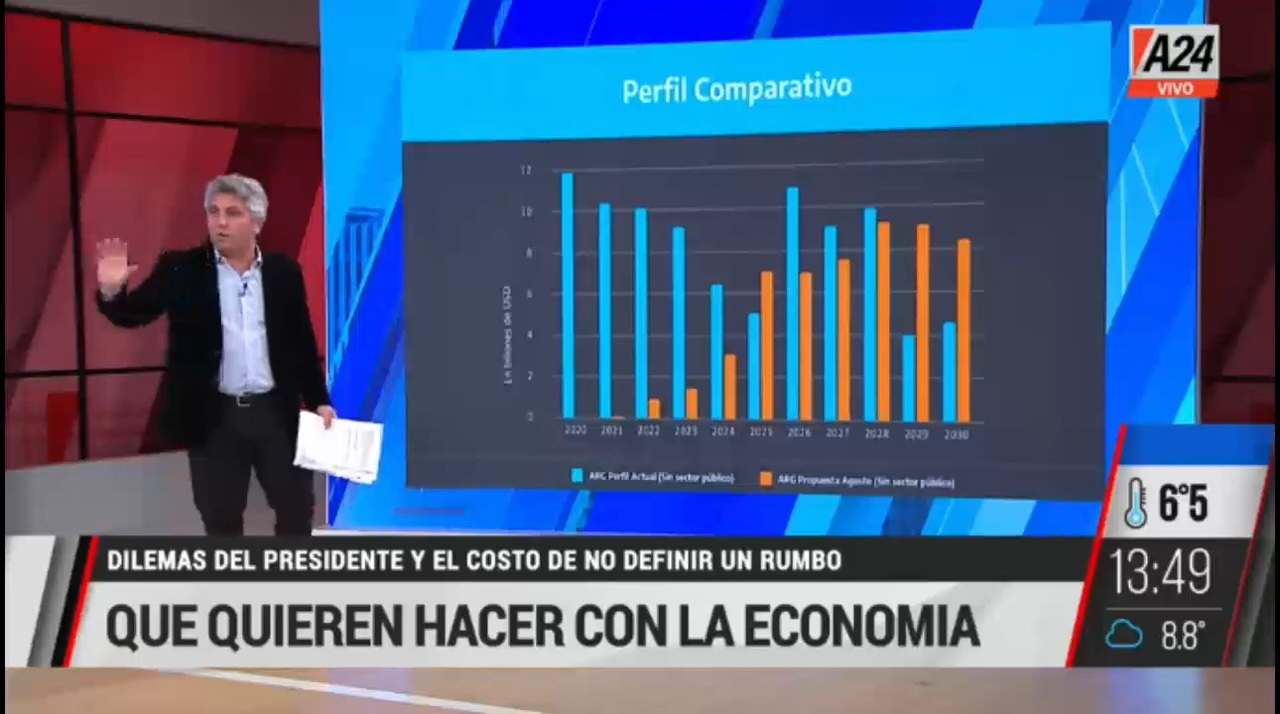 A24
VIVO
Perfil Comparativo
12
10
8
6
4
2
0
En billones de USD
2020 2021 2022 2023 2024 2025 2026 2027 2028 2029 2030
ARG Perfil Actual (Sin sector público)
ARG Propuesta Agosto (Sin sector público)
6°5
DILEMAS DEL PRESIDENTE Y EL COSTO DE NO DEFINIR UN RUMBO
13:49
QUE QUIEREN HACER CON LA ECONOMIA
8.8°